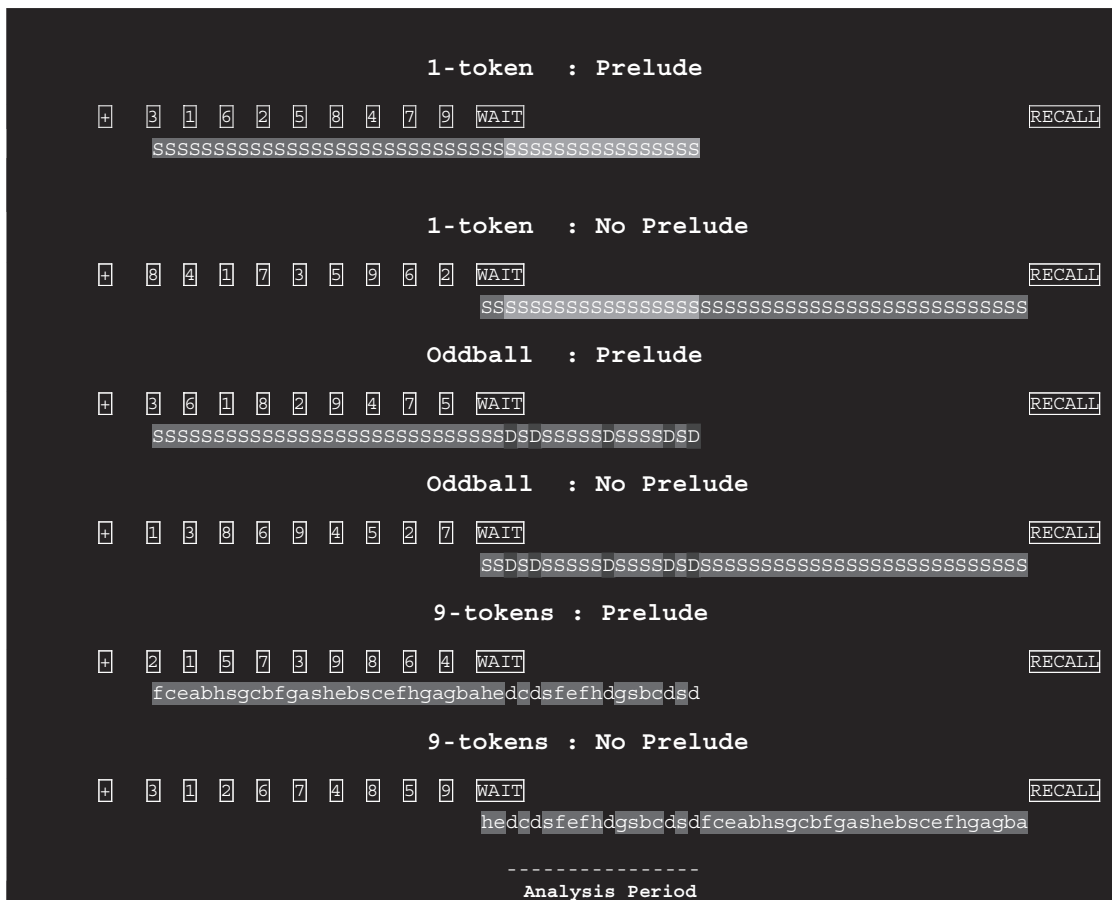 1-token : Prelude
+ 3 1 6 2 5 8 4 7 9 WAIT RECALL
SSSSSSSSSSSSSSSSSSSSSSSSSSSSSSSSSSSSSSSSSSSSS
1-token : No Prelude
+ 8 4 1 7 3 5 9 6 2 WAIT RECALL
SSSSSSSSSSSSSSSSSSSSSSSSSSSSSSSSSSSSSSSSSSSSS
Oddball : Prelude
+ 3 6 1 8 2 9 4 7 5 WAIT RECALL
SSSSSSSSSSSSSSSSSSSSSSSSSSSSSDSDSSSSSDSSSSDSD
Oddball : No Prelude
+ 1 3 8 6 9 4 5 2 7 WAIT RECALL
SSDSDSSSSSDSSSSDSDSSSSSSSSSSSSSSSSSSSSSSSSSSS
9-tokens : Prelude
+ 2 1 5 7 3 9 8 6 4 WAIT RECALL
fceabhsgcbfgashebscefhgagbahedcdsfefhdgsbcdsd
9-tokens : No Prelude
+ 3 1 2 6 7 4 8 5 9 WAIT RECALL
hedcdsfefhdgsbcdsdfceabhsgcbfgashebscefhgagba
----------------
Analysis Period